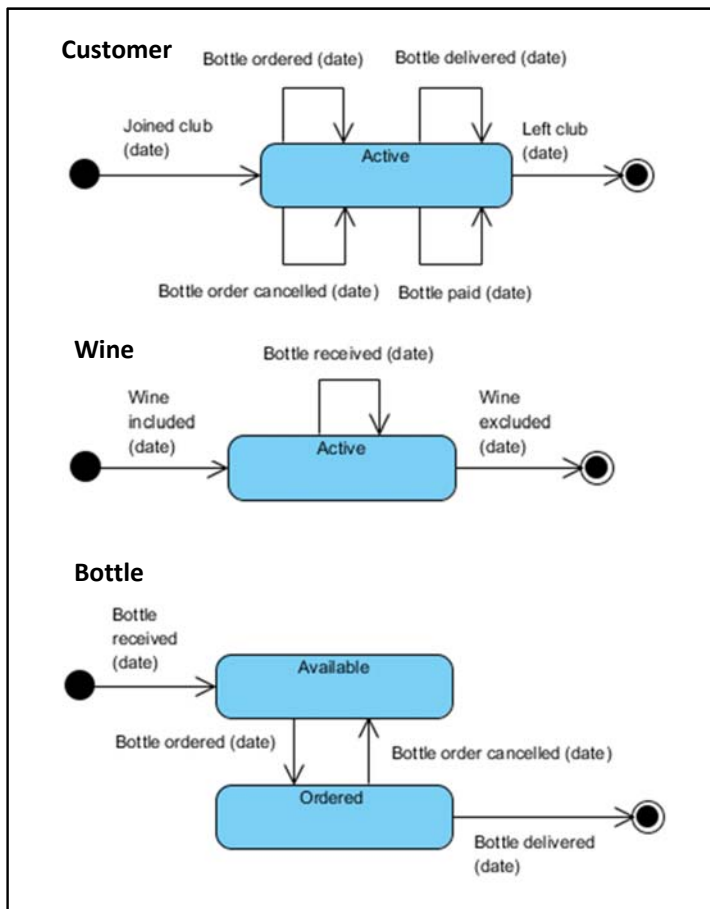 Customer
Bottle ordered (date)
Bottle delivered (date)
Joined club
(date)
Left club
(date)
Active
Bottle order cancelled (date)
Bottle paid (date)
Wine
Bottle received (date)
Wine
included
(date)
Wine
excluded
(date)
Active
Bottle
Bottle
received
(date)
Available
Bottle ordered (date)
Bottle order cancelled (date)
Ordered
Bottle delivered
(date)